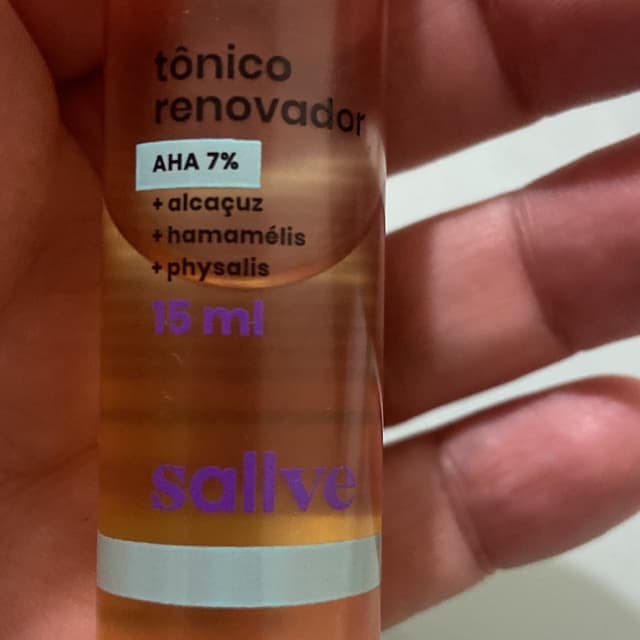 tônico
renovador
AHA 7%
+ alcaçuz
+ hamamélis
+ physalis
15 ml
sallve